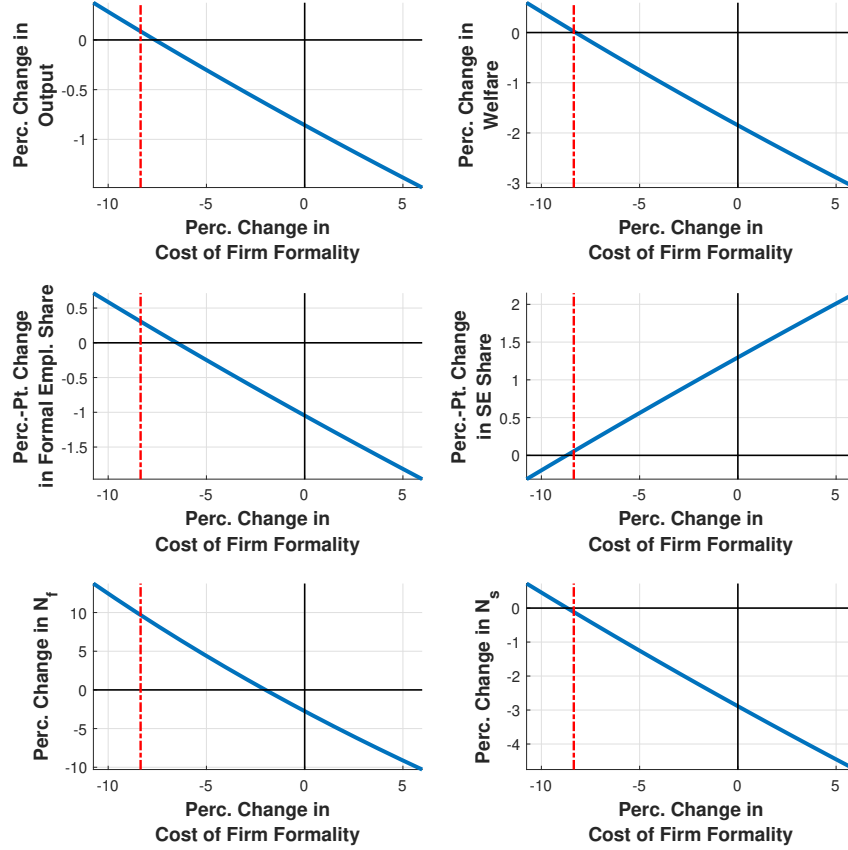 Perc. Change in
Output
0
-0.5
-1
-10
-5
0
5
Perc. Change in
Cost of Firm Formality
Perc. Change in
Welfare
0
-1
-2
-3
-10
-5
0
5
Perc. Change in
Cost of Firm Formality
Perc.-Pt. Change
in Formal Empl. Share
0.5
0
-0.5
-1
-1.5
-10
-5
0
5
Perc. Change in
Cost of Firm Formality
Perc.-Pt. Change
in SE Share
2
1.5
1
0.5
0
-10
-5
0
5
Perc. Change in
Cost of Firm Formality
Perc. Change in N_f
10
5
0
-5
-10
-10
-5
0
5
Perc. Change in
Cost of Firm Formality
Perc. Change in N_s
0
-1
-2
-3
-4
-10
-5
0
5
Perc. Change in
Cost of Firm Formality